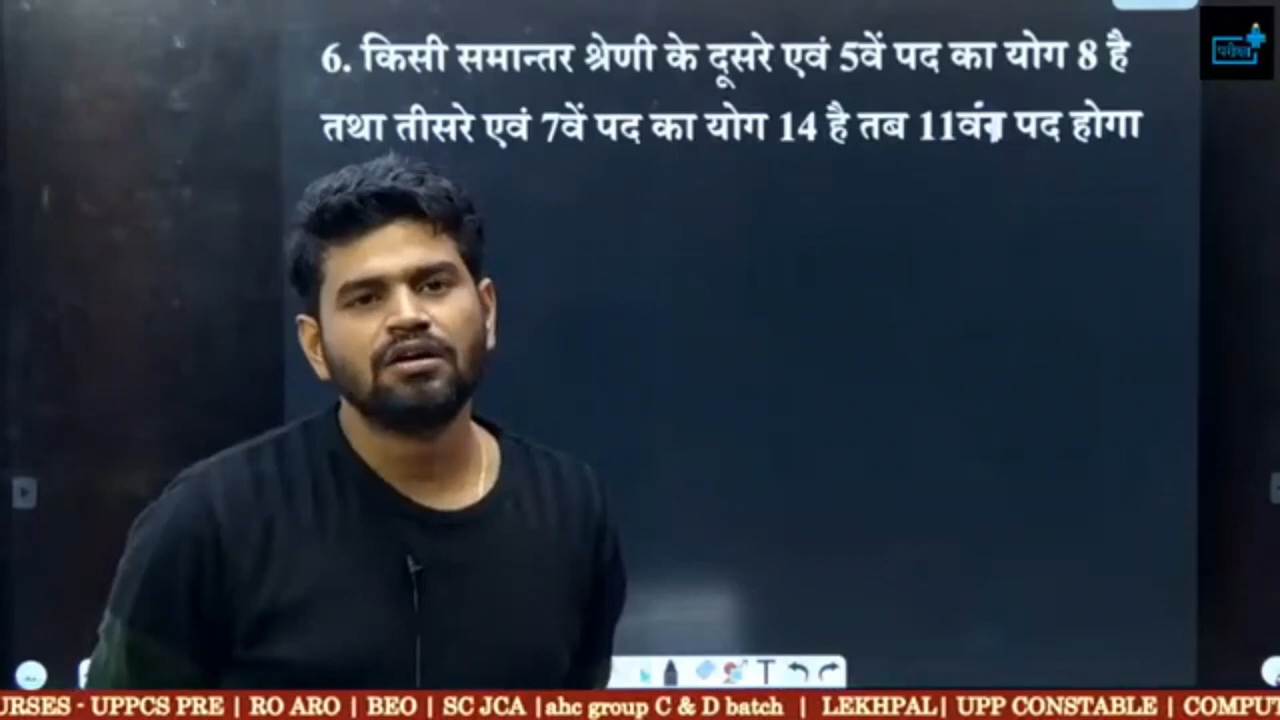 6. किसी समान्तर श्रेणी के दूसरे एवं 5वें पद का योग 8 है
तथा तीसरे एवं 7वें पद का योग 14 है तब 11वां पद होगा
परीक्षा
T
URSES - UPPCS PRE | RO ARO | BEO | SC JCA |ahc group C & D batch | LEKHPAL| UPP CONSTABLE | COMPUT